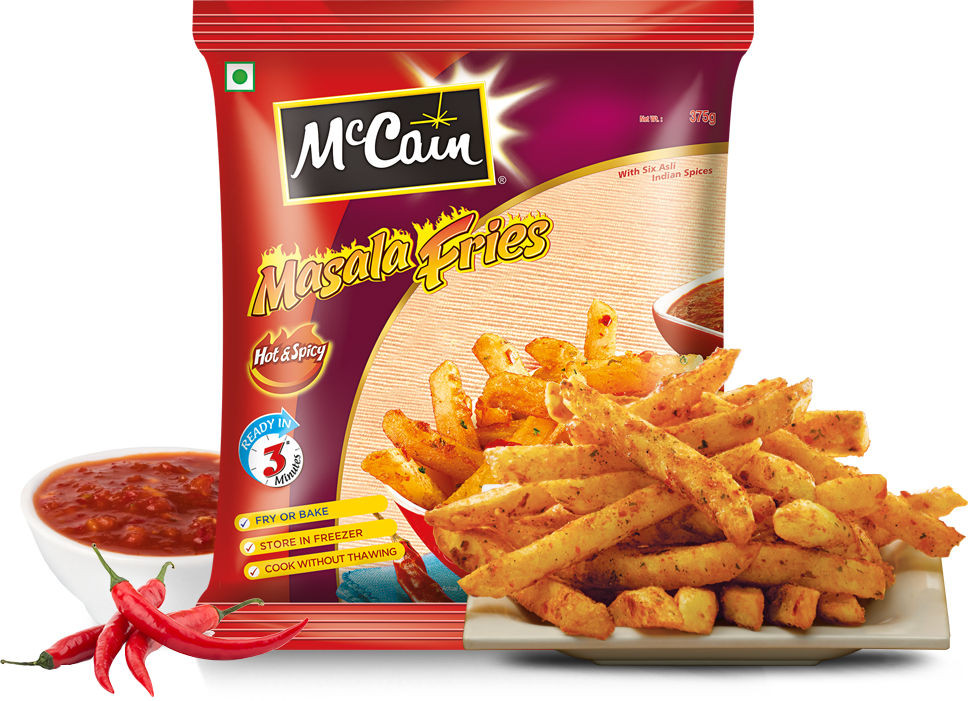 McCain
®
Net Wt. : 375g
With Six Asli
Indian Spices
Masala Fries
Hot & Spicy
READY IN
3*
Minutes
FRY OR BAKE
STORE IN FREEZER
COOK WITHOUT THAWING